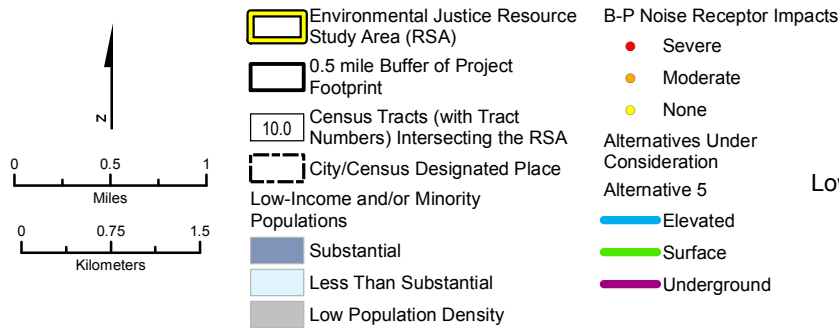 N
0 0.5 1
Miles
0 0.75 1.5
Kilometers
Environmental Justice Resource
Study Area (RSA)
0.5 mile Buffer of Project
Footprint
10.0
Census Tracts (with Tract
Numbers) Intersecting the RSA
City/Census Designated Place
Low-Income and/or Minority
Populations
Substantial
Less Than Substantial
Low Population Density
B-P Noise Receptor Impacts
Severe
Moderate
None
Alternatives Under
Consideration
Alternative 5
Elevated
Surface
Underground